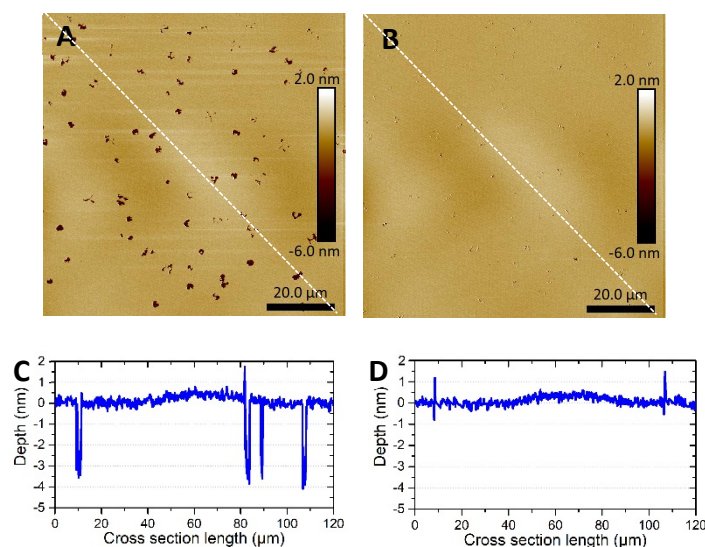 A
2.0 nm
-6.0 nm
20.0 µm
B
2.0 nm
-6.0 nm
20.0 µm
C
2
1
0
-1
-2
-3
-4
-5
Depth (nm)
0 20 40 60 80 100 120
Cross section length (µm)
D
2
1
0
-1
-2
-3
-4
-5
Depth (nm)
0 20 40 60 80 100 120
Cross section length (µm)